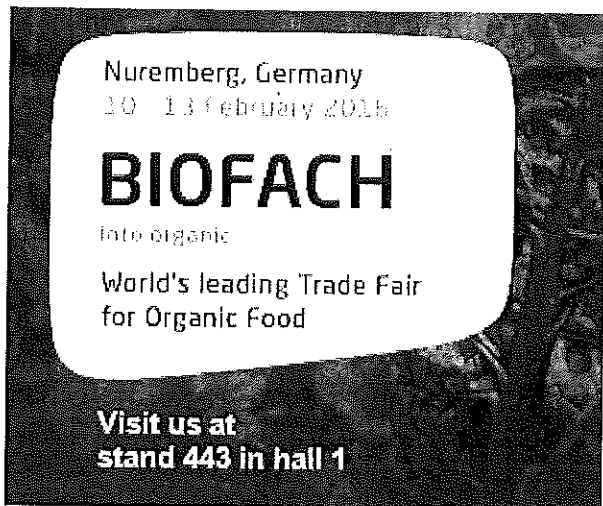 Nuremberg, Germany
10 - 13 February 2016
BIOFACH
into organic
World's leading Trade Fair
for Organic Food
Visit us at
stand 443 in hall 1